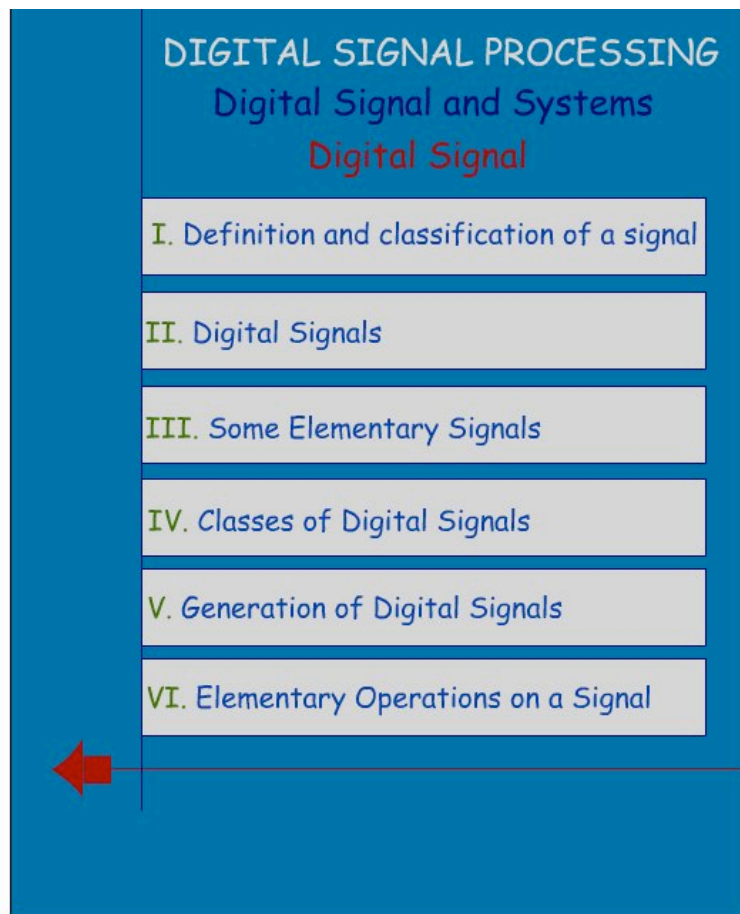 DIGITAL SIGNAL PROCESSING
Digital Signal and Systems
Digital Signal
I. Definition and classification of a signal
II. Digital Signals
III. Some Elementary Signals
IV. Classes of Digital Signals
V. Generation of Digital Signals
VI. Elementary Operations on a Signal